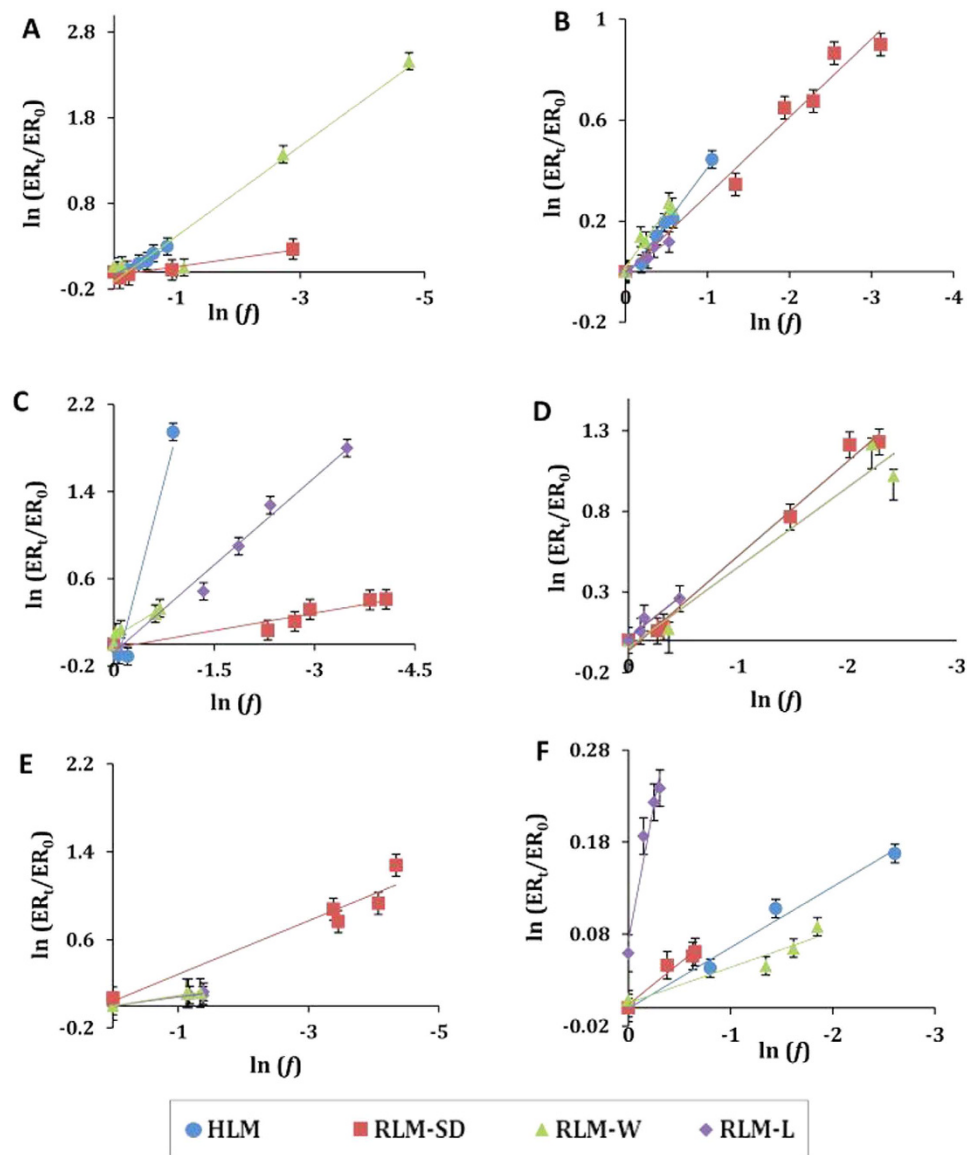 A
ln (ERt/ER0)
2.8
1.8
0.8
-0.2
-1
-3
-5
ln (f)
B
ln (ERt/ER0)
1
0.6
0.2
-0.2
0
-1
-2
-3
-4
ln (f)
C
ln (ERt/ER0)
2.2
1.4
0.6
-0.2
0
-1.5
-3
-4.5
ln (f)
D
ln (ERt/ER0)
1.3
0.8
0.3
-0.2
0
-1
-2
-3
ln (f)
E
ln (ERt/ER0)
2.2
1.4
0.6
-0.2
-1
-3
-5
ln (f)
F
ln (ERt/ER0)
0.28
0.18
0.08
-0.02
0
-1
-2
-3
ln (f)
HLM RLM-SD RLM-W RLM-L